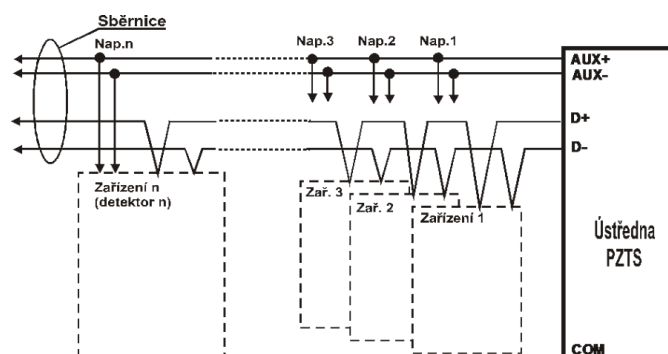 Sběrnice
Nap.n
Nap.3
Nap.2
Nap.1
AUX+
AUX-
D+
D-
Zařízení n
(detektor n)
Zař. 3
Zař. 2
Zařízení 1
Ústředna
PZTS
COM